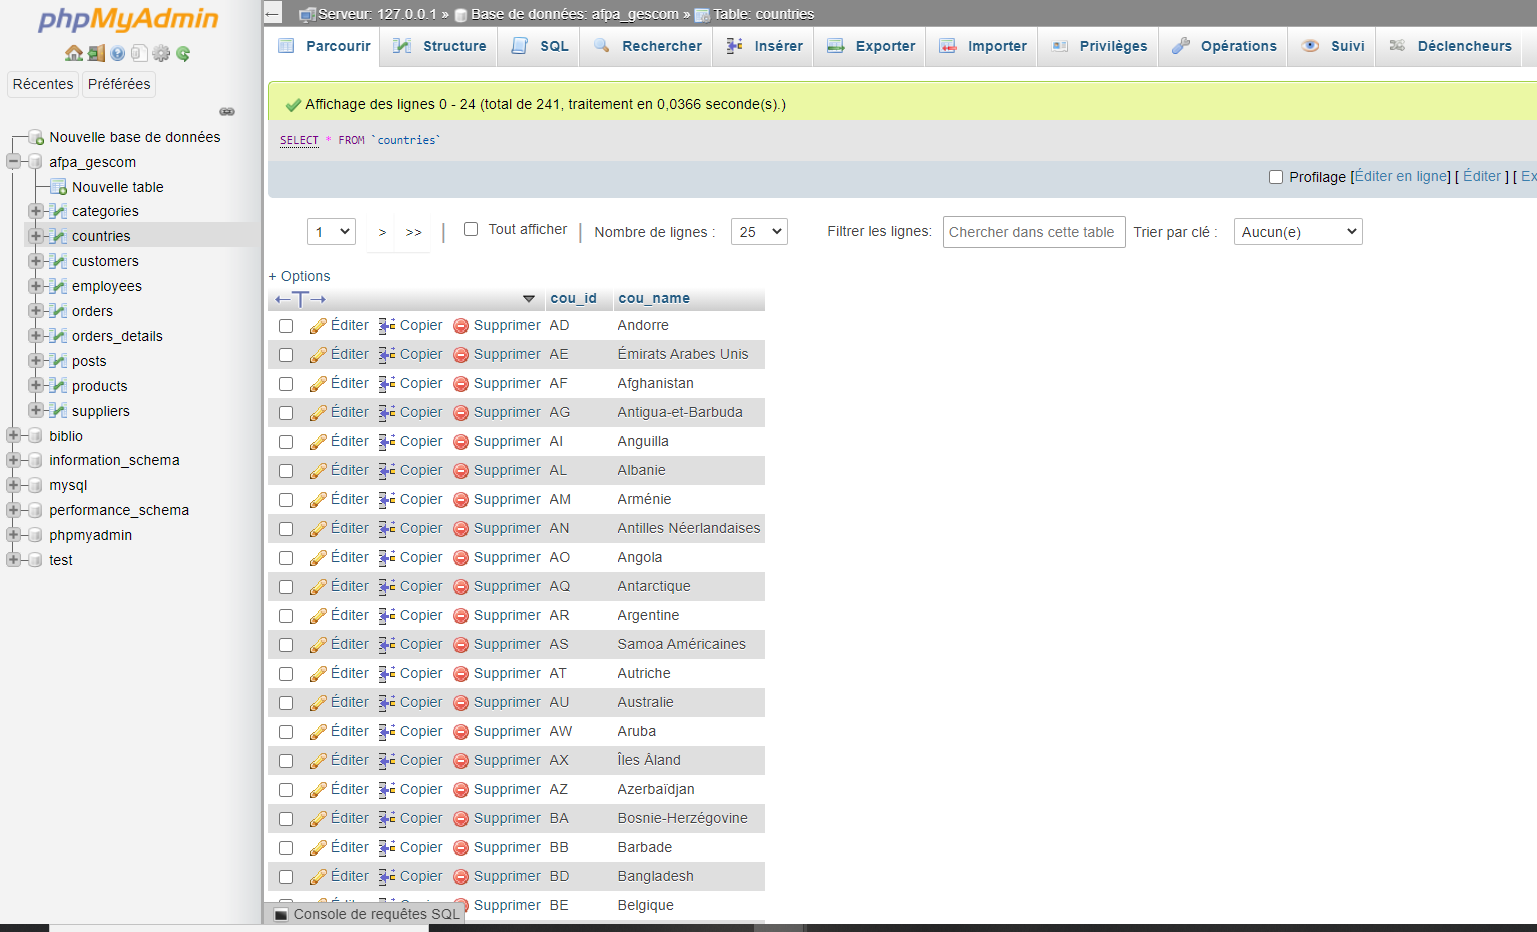 phpMyAdmin
Récentes Préférées
Nouvelle base de données
afpa_gescom
Nouvelle table
categories
countries
customers
employees
orders
orders_details
posts
products
suppliers
biblio
information_schema
mysql
performance_schema
phpmyadmin
test
Serveur: 127.0.0.1 » Base de données: afpa_gescom » Table: countries
Parcourir Structure SQL Rechercher Insérer Exporter Importer Privilèges Opérations Suivi Déclencheurs
Affichage des lignes 0 - 24 (total de 241, traitement en 0,0366 seconde(s).)
SELECT * FROM `countries`
Profilage [Éditer en ligne] [ Éditer ] [ Ex
1 > >> | Tout afficher | Nombre de lignes : 25 Filtrer les lignes: Chercher dans cette table Trier par clé : Aucun(e)
+ Options
←T→ cou_id cou_name
Éditer Copier Supprimer AD Andorre
Éditer Copier Supprimer AE Émirats Arabes Unis
Éditer Copier Supprimer AF Afghanistan
Éditer Copier Supprimer AG Antigua-et-Barbuda
Éditer Copier Supprimer AI Anguilla
Éditer Copier Supprimer AL Albanie
Éditer Copier Supprimer AM Arménie
Éditer Copier Supprimer AN Antilles Néerlandaises
Éditer Copier Supprimer AO Angola
Éditer Copier Supprimer AQ Antarctique
Éditer Copier Supprimer AR Argentine
Éditer Copier Supprimer AS Samoa Américaines
Éditer Copier Supprimer AT Autriche
Éditer Copier Supprimer AU Australie
Éditer Copier Supprimer AW Aruba
Éditer Copier Supprimer AX Îles Åland
Éditer Copier Supprimer AZ Azerbaïdjan
Éditer Copier Supprimer BA Bosnie-Herzégovine
Éditer Copier Supprimer BB Barbade
Éditer Copier Supprimer BD Bangladesh
Éditer Copier Supprimer BE Belgique
Console de requêtes SQL